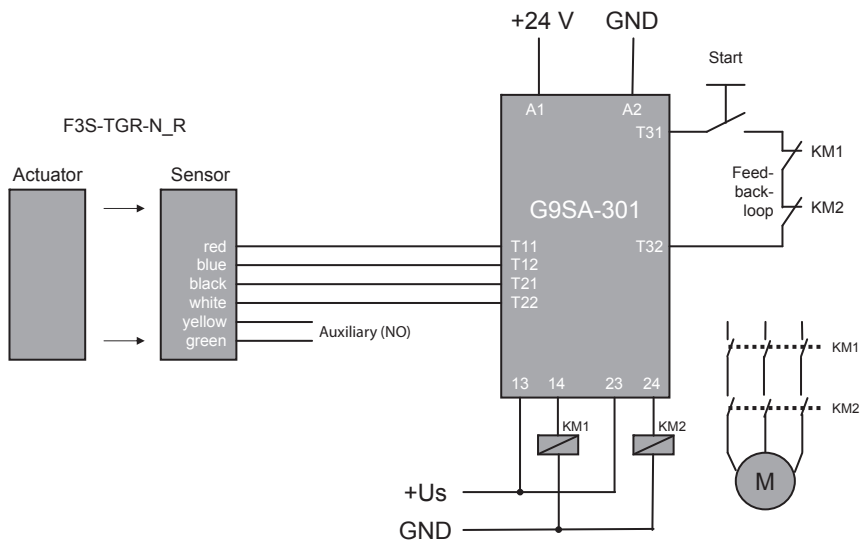 +24 V
GND
Start
F3S-TGR-N_R
A1
A2
T31
Actuator
Sensor
KM1
Feed-
back-
loop
KM2
G9SA-301
red
T11
T32
blue
T12
black
T21
white
T22
yellow
green
Auxiliary (NO)
KM1
13
14
23
24
KM2
KM1
KM2
M
+Us
GND